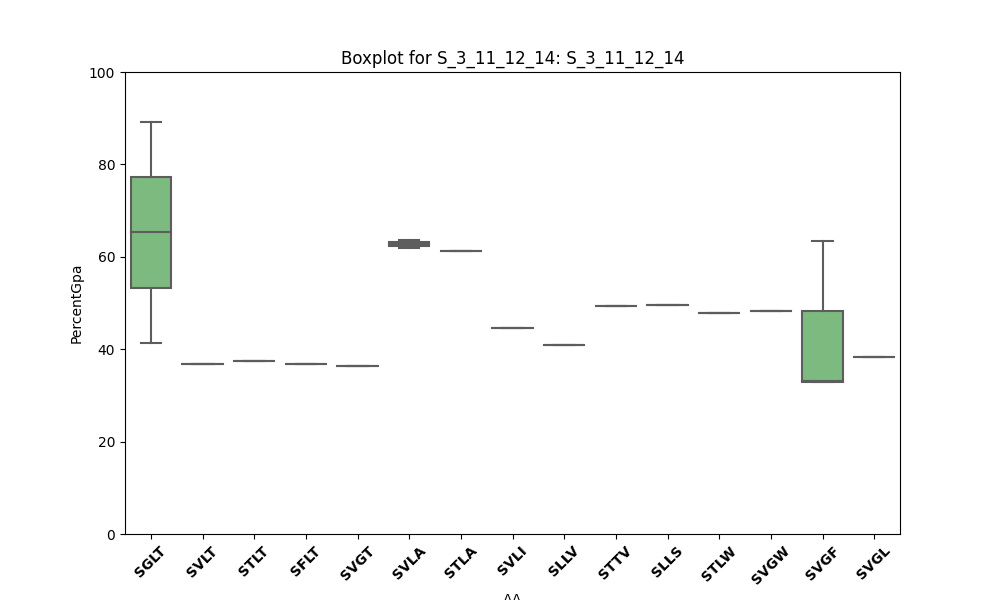 Boxplot for S_3_11_12_14: S_3_11_12_14
100
80
60
40
20
0
PercentGpa
SGLT SVLT STLT SFLT SVGT SVLA STLA SVLI SLLV STTV SLLS STLW SVGW SVGF SVGL
AA